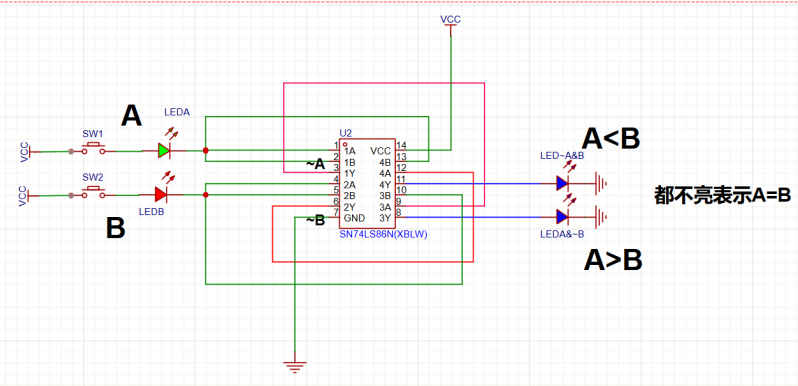 VCC
A
LEDA
VCC
SW1
U2
1
1A
VCC
14
~A
2
1B
4B
13
3
1Y
4A
12
4
2A
4Y
11
5
2B
3B
10
6
2Y
3A
9
~B
7
GND
3Y
8
SN74LS86N(XBLW)
VCC
SW2
LEDB
B
A<B
LED~A&B
LEDA&~B
A>B
都不亮表示A=B